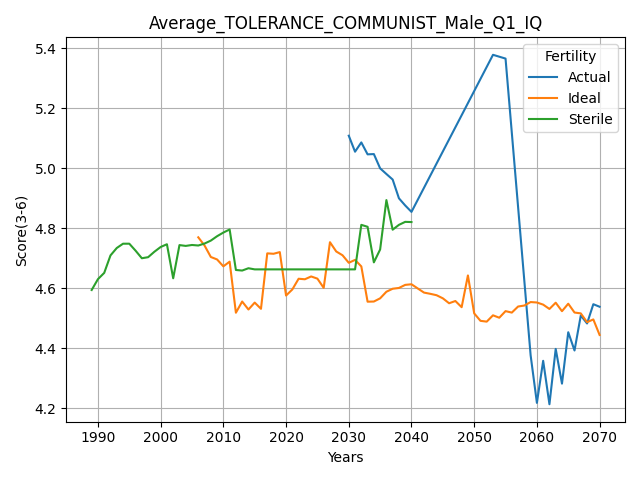 Average_TOLERANCE_COMMUNIST_Male_Q1_IQ
Fertility
Actual
Ideal
Sterile
Score(3-6)
5.4
5.2
5.0
4.8
4.6
4.4
4.2
1990 2000 2010 2020 2030 2040 2050 2060 2070
Years